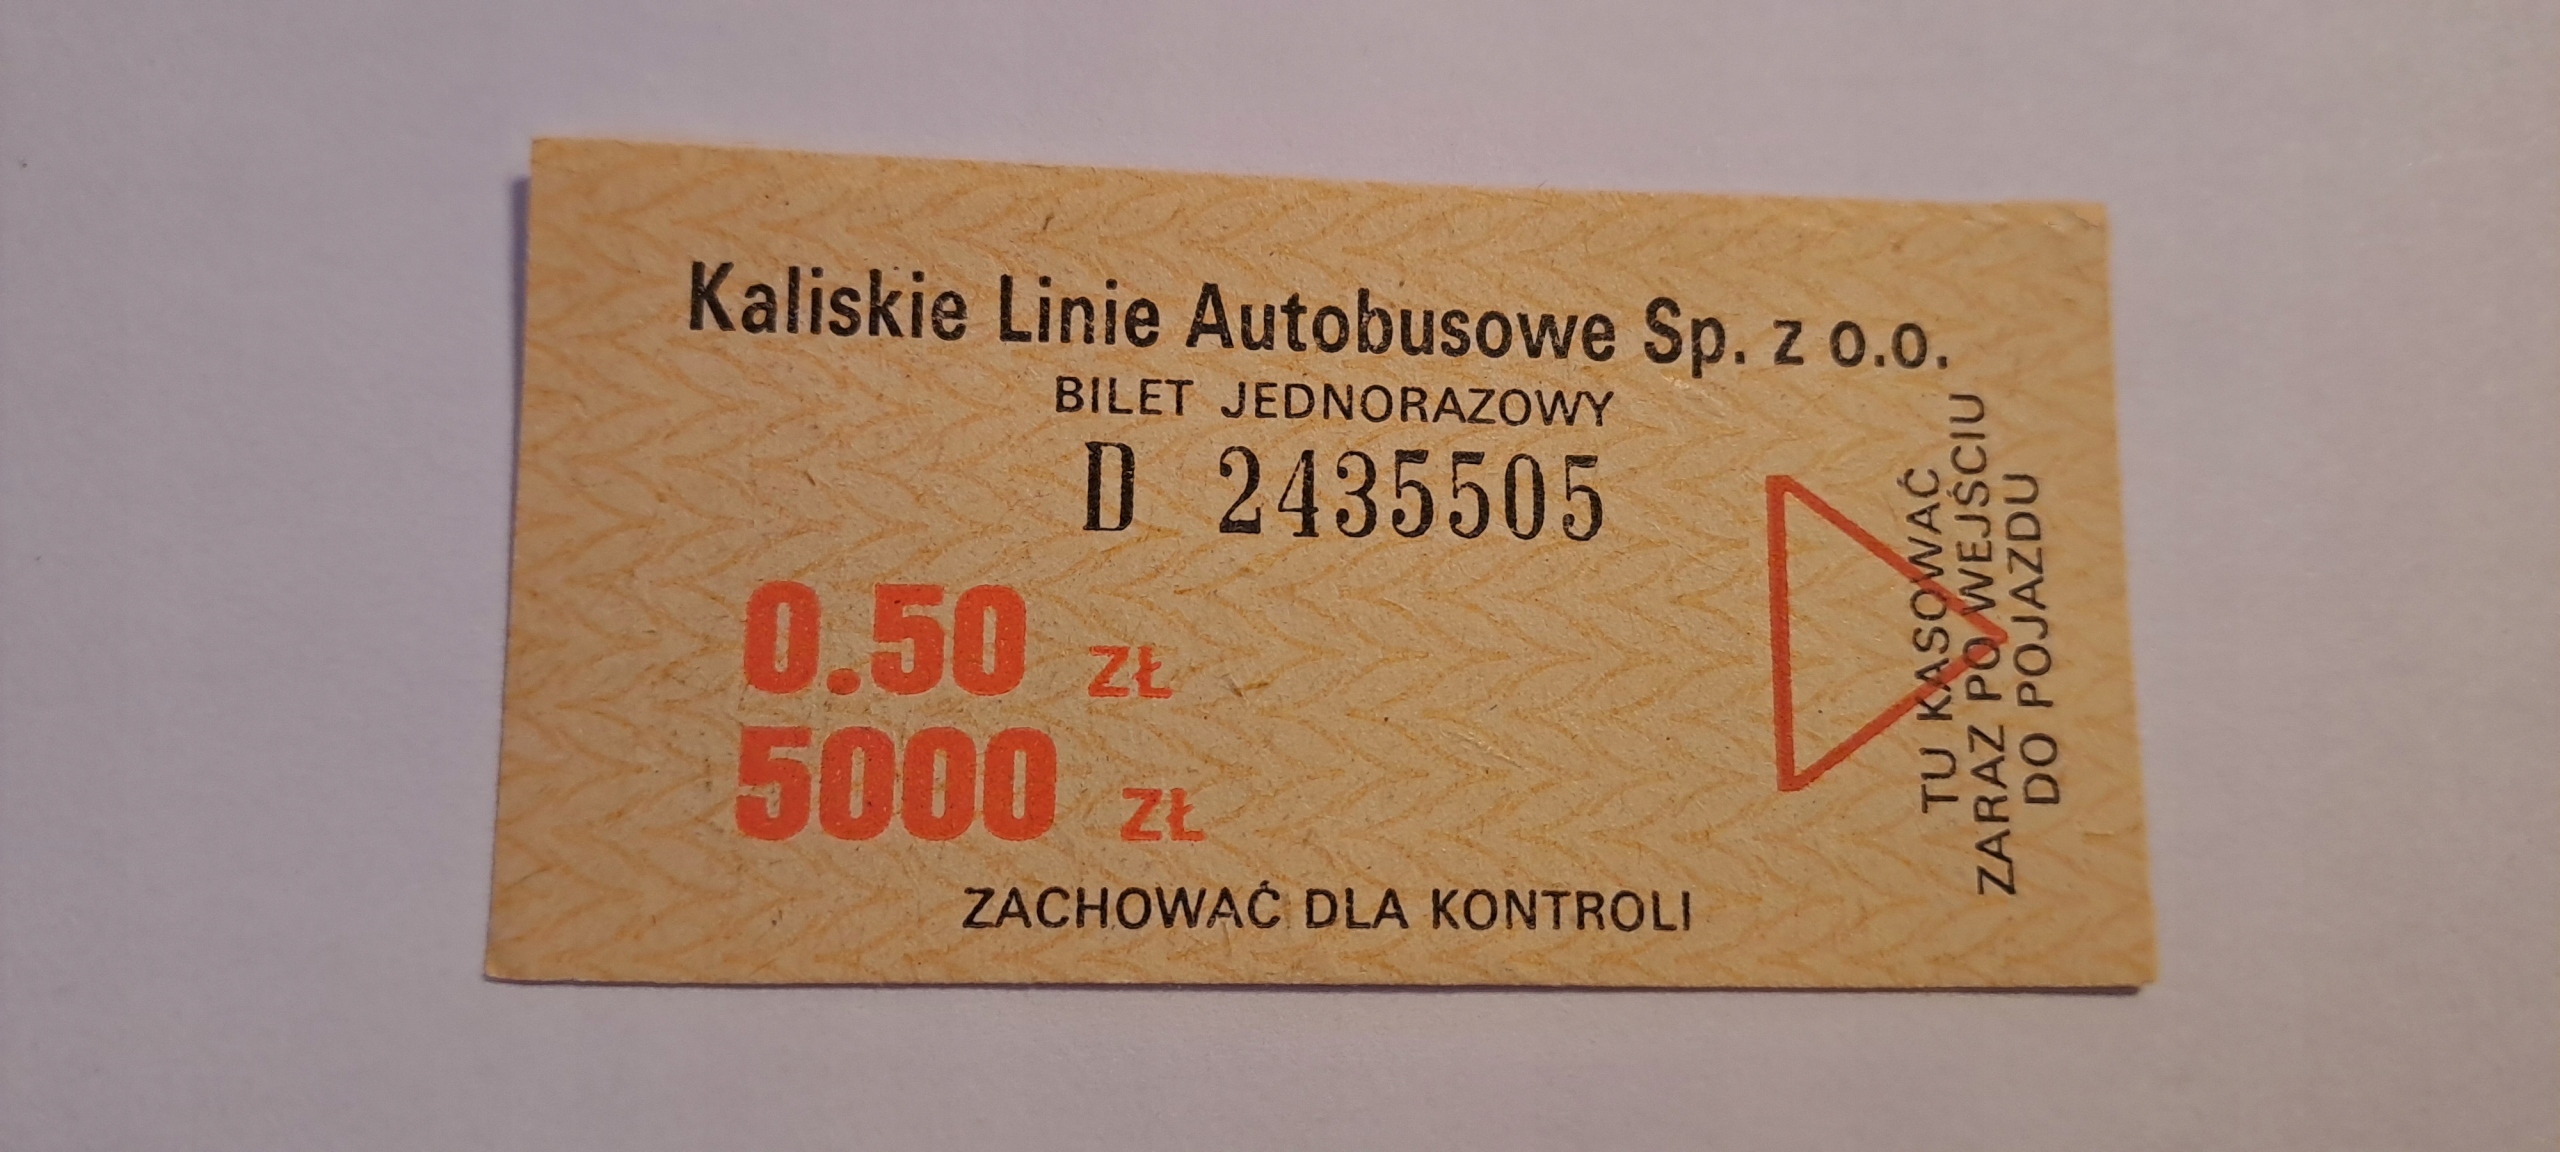 Kaliskie Linie Autobusowe Sp. z o.o.
BILET JEDNORAZOWY
D 2435505
0.50 ZŁ
5000 ZŁ
ZACHOWAĆ DLA KONTROLI
TU KASOWAĆ
ZARAZ PO WEJŚCIU
DO POJAZDU